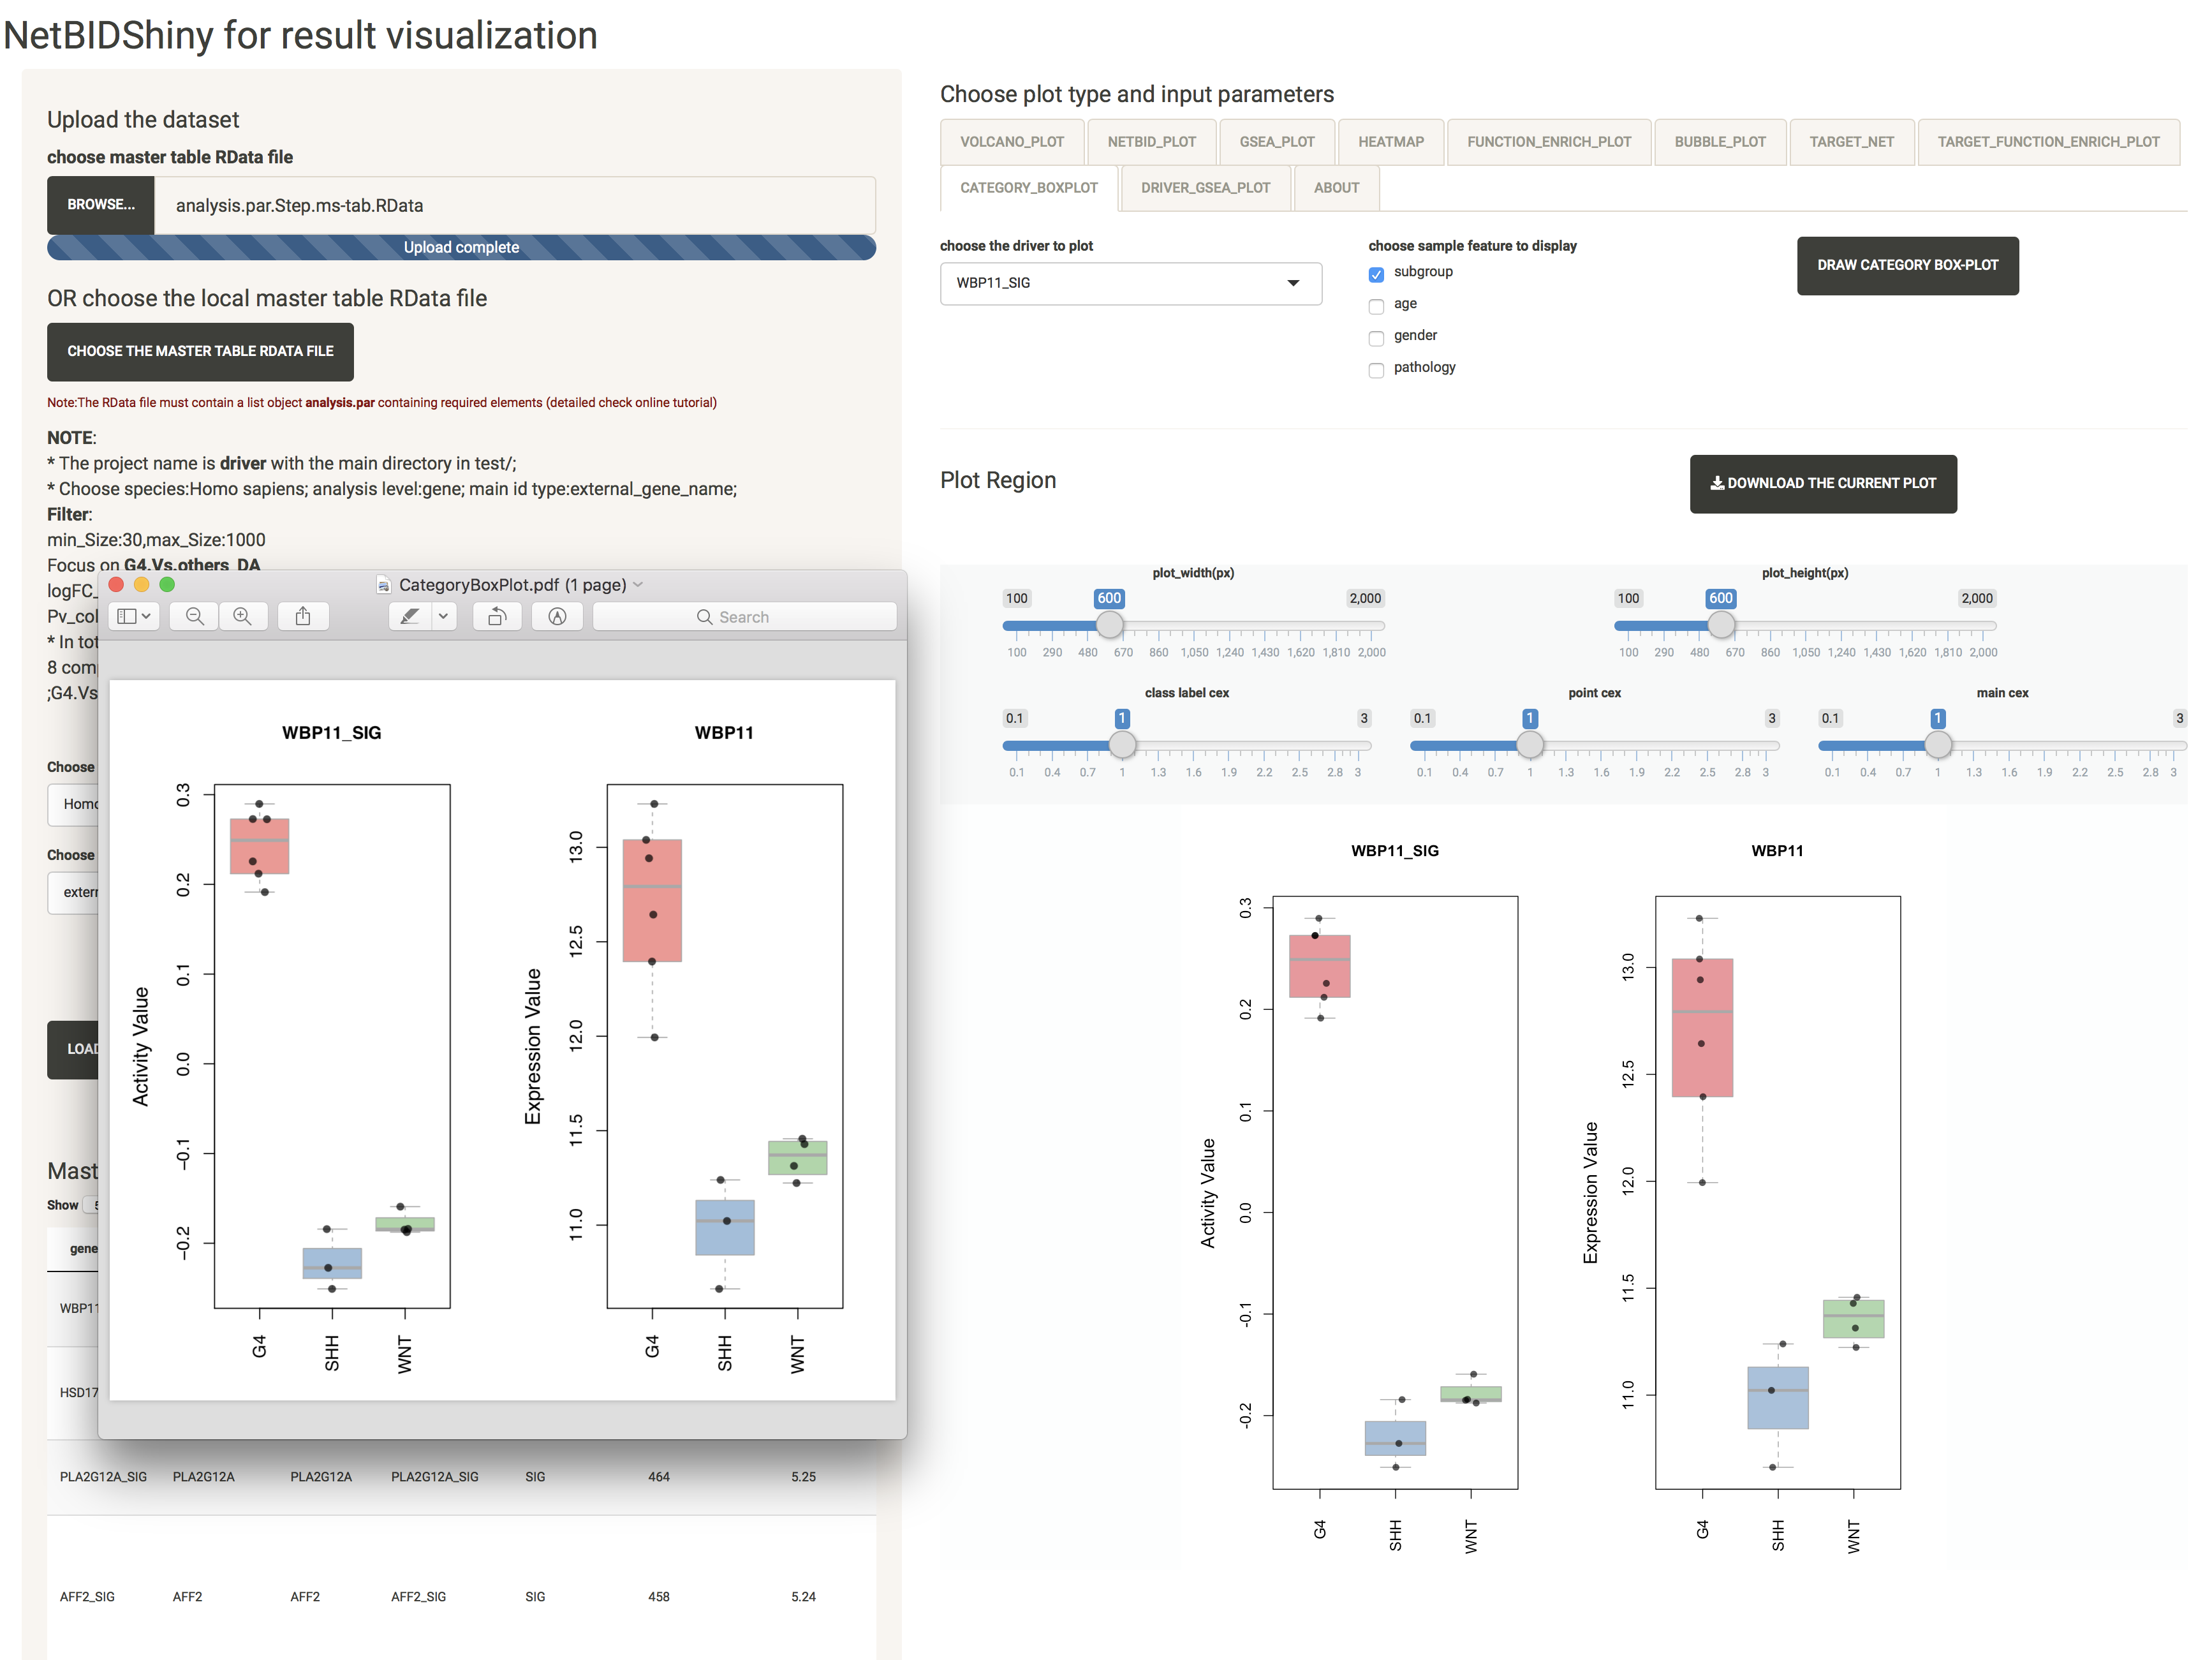 NetBIDShiny for result visualization
Upload the dataset
choose master table RData file
BROWSE...
analysis.par.Step.ms-tab.RData
Upload complete
OR choose the local master table RData file
CHOOSE THE MASTER TABLE RDATA FILE
Note:The RData file must contain a list object analysis.par containing required elements (detailed check online tutorial)
NOTE:
* The project name is driver with the main directory in test/;
* Choose species:Homo sapiens; analysis level:gene; main id type:external_gene_name;
Filter:
min_Size:30,max_Size:1000
Focus on G4.Vs.others_DA
logFC_
Pv_col
* In tot
8 com
;G4.Vs
Choose
Homo
Choose
extern
LOAD
Mast
Show 5
gene
WBP11
HSD17
PLA2G12A_SIG PLA2G12A PLA2G12A PLA2G12A_SIG SIG 464 5.25
AFF2_SIG AFF2 AFF2 AFF2_SIG SIG 458 5.24
CategoryBoxPlot.pdf (1 page)
Search
WBP11_SIG
Activity Value
0.3
0.2
0.1
0.0
-0.1
-0.2
G4
SHH
WNT
WBP11
Expression Value
13.0
12.5
12.0
11.5
11.0
G4
SHH
WNT
Choose plot type and input parameters
VOLCANO_PLOT NETBID_PLOT GSEA_PLOT HEATMAP FUNCTION_ENRICH_PLOT BUBBLE_PLOT TARGET_NET TARGET_FUNCTION_ENRICH_PLOT
CATEGORY_BOXPLOT DRIVER_GSEA_PLOT ABOUT
choose the driver to plot
WBP11_SIG
choose sample feature to display
subgroup
age
gender
pathology
DRAW CATEGORY BOX-PLOT
Plot Region
DOWNLOAD THE CURRENT PLOT
plot_width(px)
100 600 2,000
100 290 480 670 860 1,050 1,240 1,430 1,620 1,810 2,000
plot_height(px)
100 600 2,000
100 290 480 670 860 1,050 1,240 1,430 1,620 1,810 2,000
class label cex
0.1 1 3
0.1 0.4 0.7 1 1.3 1.6 1.9 2.2 2.5 2.8 3
point cex
0.1 1 3
0.1 0.4 0.7 1 1.3 1.6 1.9 2.2 2.5 2.8 3
main cex
0.1 1 3
0.1 0.4 0.7 1 1.3 1.6 1.9 2.2 2.5 2.8 3
WBP11_SIG
Activity Value
0.3
0.2
0.1
0.0
-0.1
-0.2
G4
SHH
WNT
WBP11
Expression Value
13.0
12.5
12.0
11.5
11.0
G4
SHH
WNT